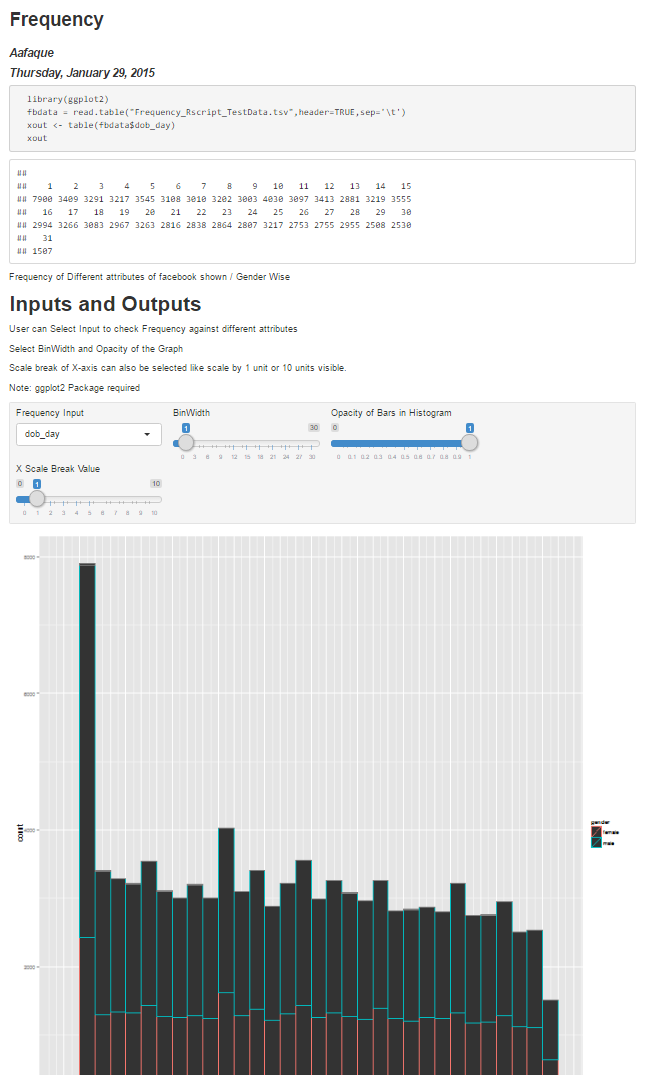 Frequency
Aafaque
Thursday, January 29, 2015
library(ggplot2)
fbdata = read.table("Frequency_Rscript_TestData.tsv",header=TRUE,sep='\t')
xout <- table(fbdata$dob_day)
xout
##
## 1 2 3 4 5 6 7 8 9 10 11 12 13 14 15
## 7900 3409 3291 3217 3545 3108 3010 3202 3003 4030 3097 3413 2881 3219 3555
## 16 17 18 19 20 21 22 23 24 25 26 27 28 29 30
## 2994 3266 3083 2967 3263 2816 2838 2864 2807 3217 2753 2755 2955 2508 2530
## 31
## 1507
Frequency of Different attributes of facebook shown / Gender Wise
Inputs and Outputs
User can Select Input to check Frequency against different attributes
Select BinWidth and Opacity of the Graph
Scale break of X-axis can also be selected like scale by 1 unit or 10 units visible.
Note: ggplot2 Package required
Frequency Input BinWidth Opacity of Bars in Histogram
1 30 0 1
dob_day
0 3 6 9 12 15 18 21 24 27 30 0 0.1 0.2 0.3 0.4 0.5 0.6 0.7 0.8 0.9 1
X Scale Break Value
0 1 10
0 1 2 3 4 5 6 7 8 9 10
8000
6000
4000
2000
count
gender
female
male